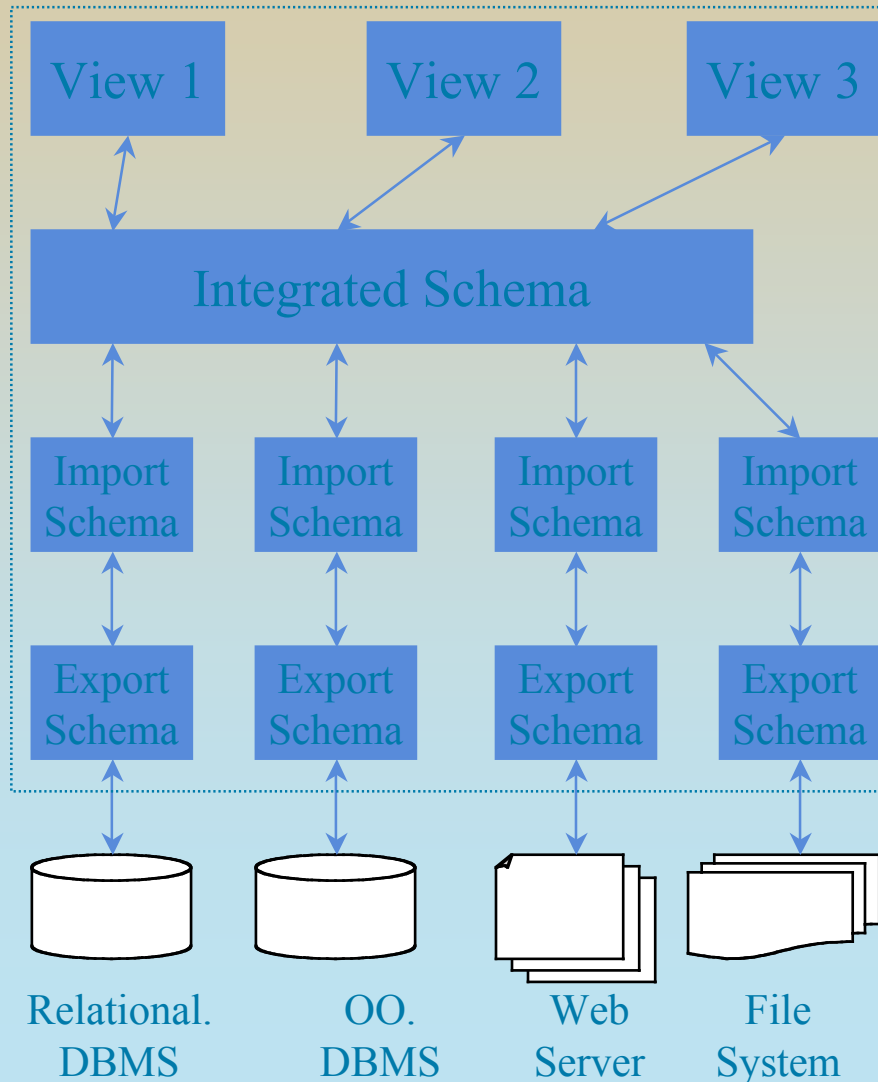 View 1
View 2
View 3
Integrated Schema
Import
Schema
Import
Schema
Import
Schema
Import
Schema
Export
Schema
Export
Schema
Export
Schema
Export
Schema
Relational.
DBMS
OO.
DBMS
Web
Server
File
System